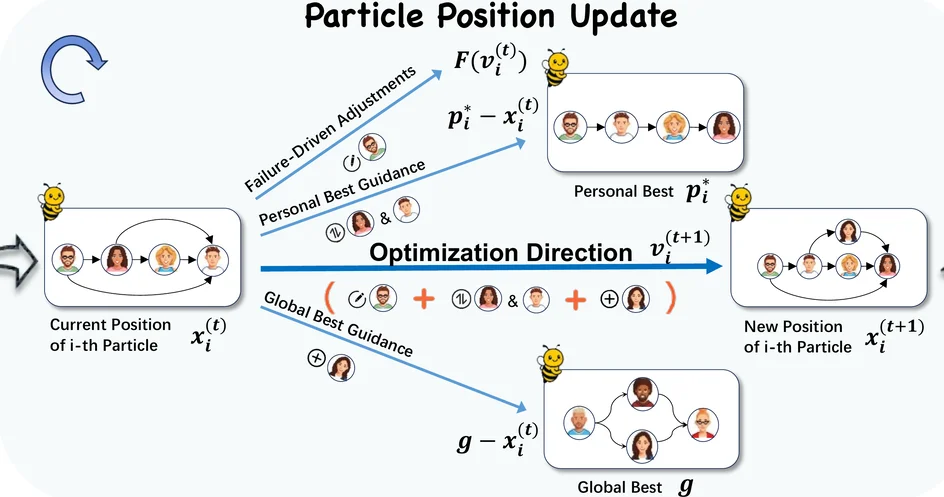 Particle Position Update
Failure-Driven Adjustments
F(v_i^{(t)})
Personal Best Guidance
p_i^* - x_i^{(t)}
&
Personal Best p_i^*
Optimization Direction v_i^{(t+1)}
( + & + )
Current Position
of i-th Particle x_i^{(t)}
New Position
of i-th Particle x_i^{(t+1)}
Global Best Guidance
g - x_i^{(t)}
Global Best g